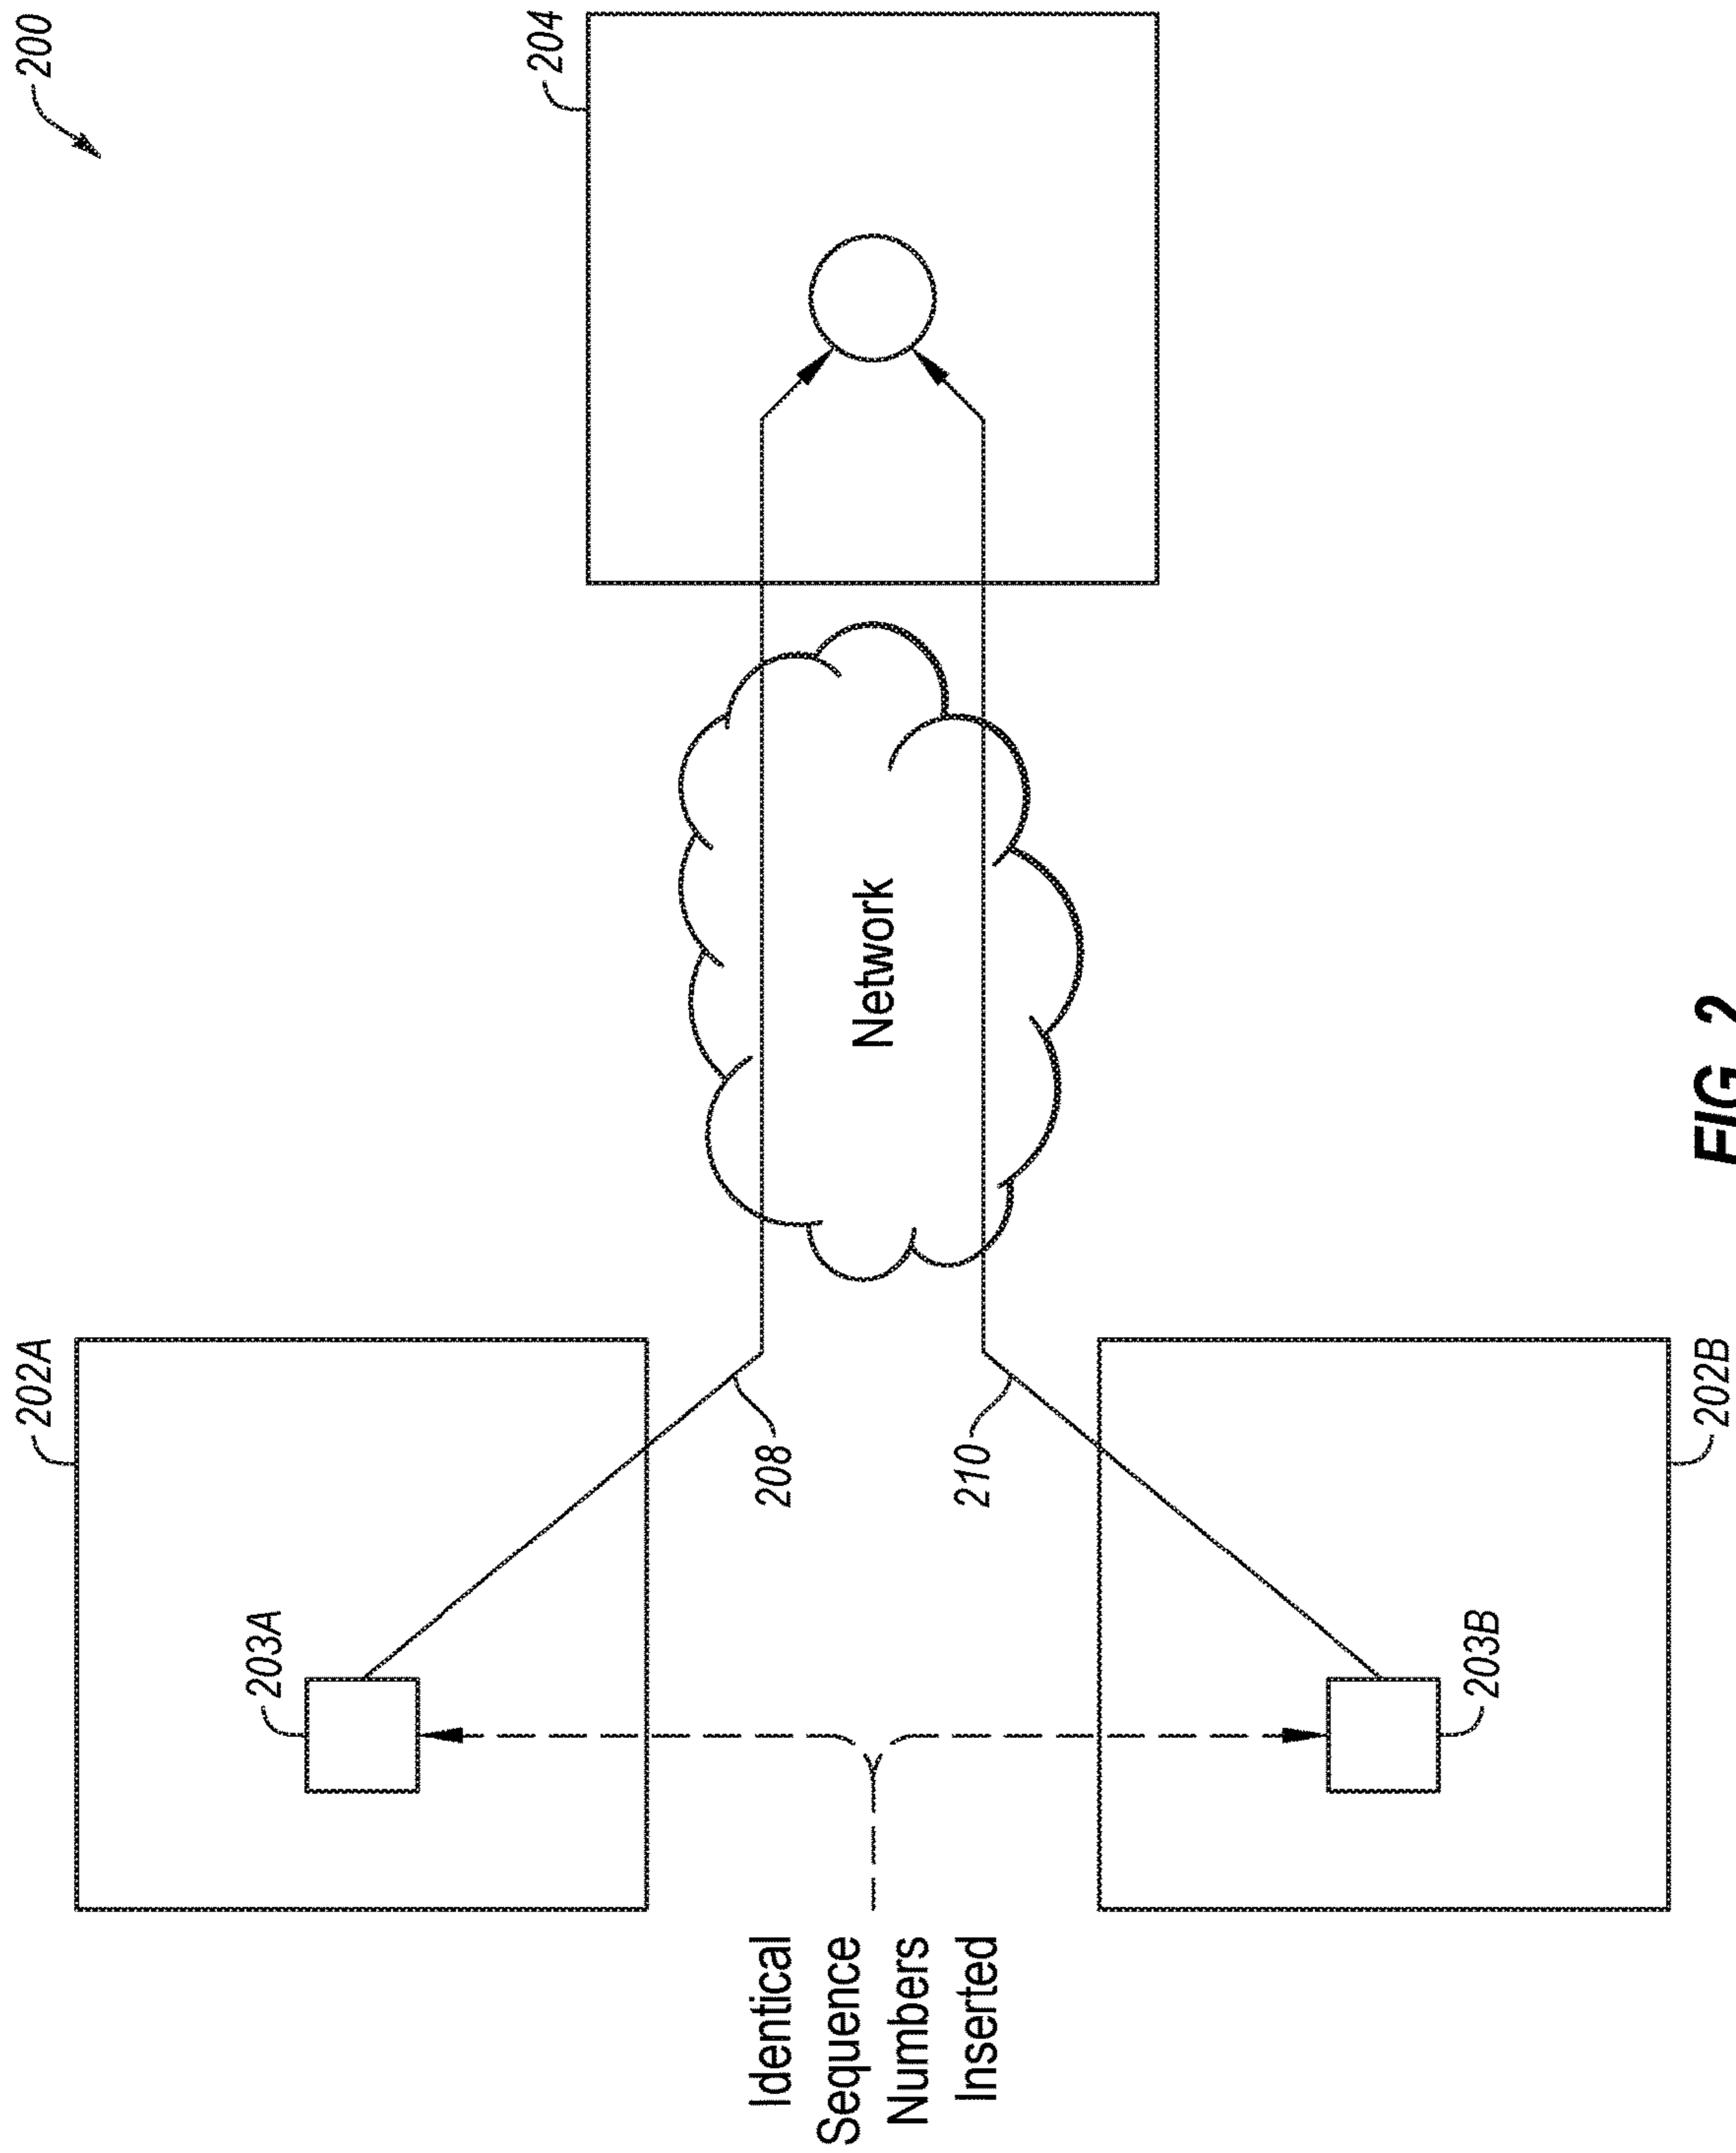 200
202A
204
203A
208
Identical
Sequence
Numbers
Inserted
Network
210
203B
202B
FIG. 2